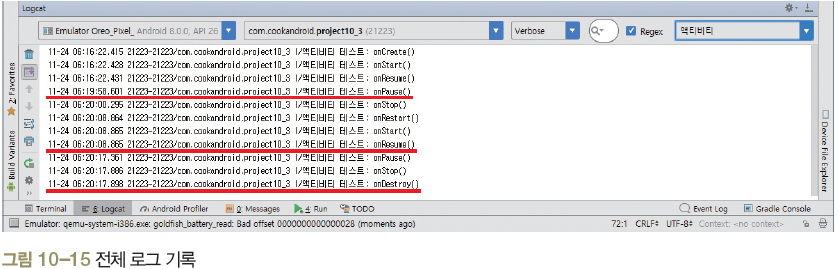 Logcat
Emulator Oreo_Pixel_ Android 8.0.0, API 26
com.cookandroid.project10_3 (21223)
Verbose
Regex
액티비티
11-24 06:16:22.415 21223-21223/com.cookandroid.project10_3 I/액티비티 테스트: onCreate()
11-24 06:16:22.428 21223-21223/com.cookandroid.project10_3 I/액티비티 테스트: onStart()
11-24 06:16:22.431 21223-21223/com.cookandroid.project10_3 I/액티비티 테스트: onResume()
11-24 06:19:58.601 21223-21223/com.cookandroid.project10_3 I/액티비티 테스트: onPause()
11-24 06:20:00.295 21223-21223/com.cookandroid.project10_3 I/액티비티 테스트: onStop()
11-24 06:20:08.864 21223-21223/com.cookandroid.project10_3 I/액티비티 테스트: onRestart()
11-24 06:20:08.865 21223-21223/com.cookandroid.project10_3 I/액티비티 테스트: onStart()
11-24 06:20:08.865 21223-21223/com.cookandroid.project10_3 I/액티비티 테스트: onResume()
11-24 06:20:17.361 21223-21223/com.cookandroid.project10_3 I/액티비티 테스트: onPause()
11-24 06:20:17.886 21223-21223/com.cookandroid.project10_3 I/액티비티 테스트: onStop()
11-24 06:20:17.898 21223-21223/com.cookandroid.project10_3 I/액티비티 테스트: onDestroy()
2: Favorites
Build Variants
Device File Explorer
Terminal
6: Logcat
Android Profiler
0: Messages
4: Run
TODO
Event Log
Gradle Console
Emulator: qemu-system-i386.exe: goldfish_battery_read: Bad offset 0000000000000028 (moments ago)
72:1 CRLF÷ UTF-8÷ Context: <no context>
그림 10-15 전체 로그 기록